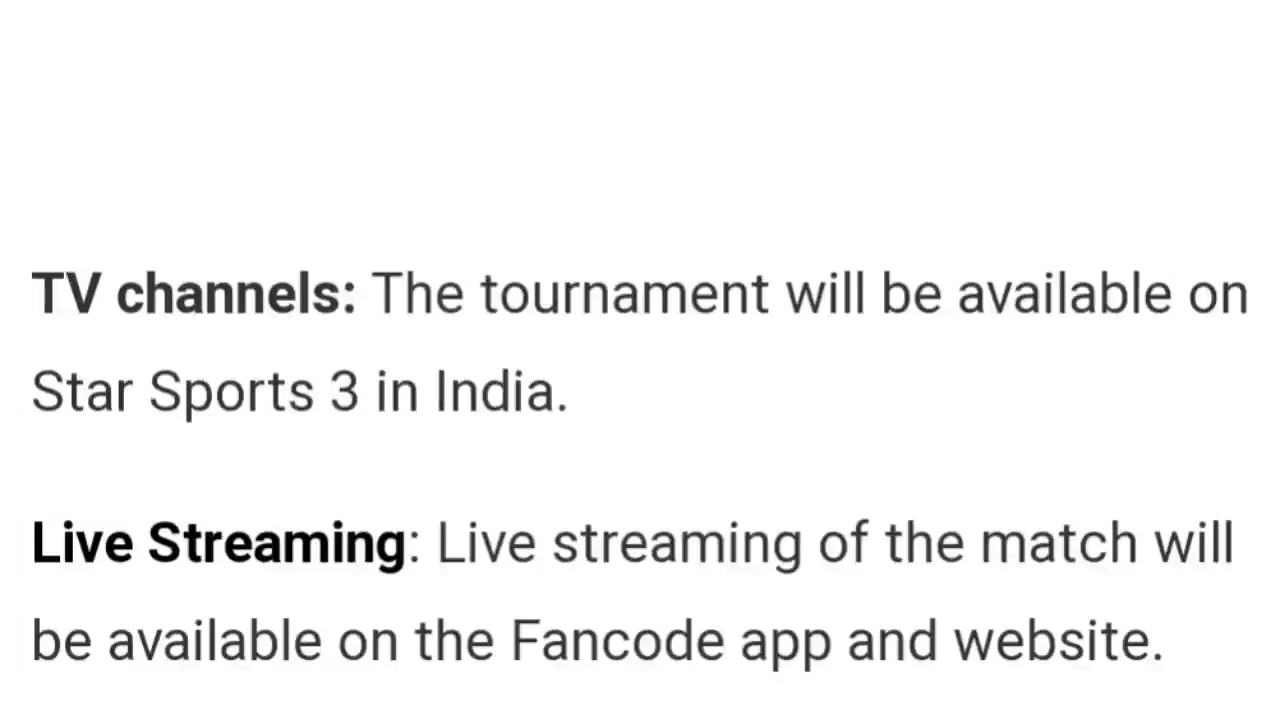 TV channels: The tournament will be available on
Star Sports 3 in India.
Live Streaming: Live streaming of the match will
be available on the Fancode app and website.